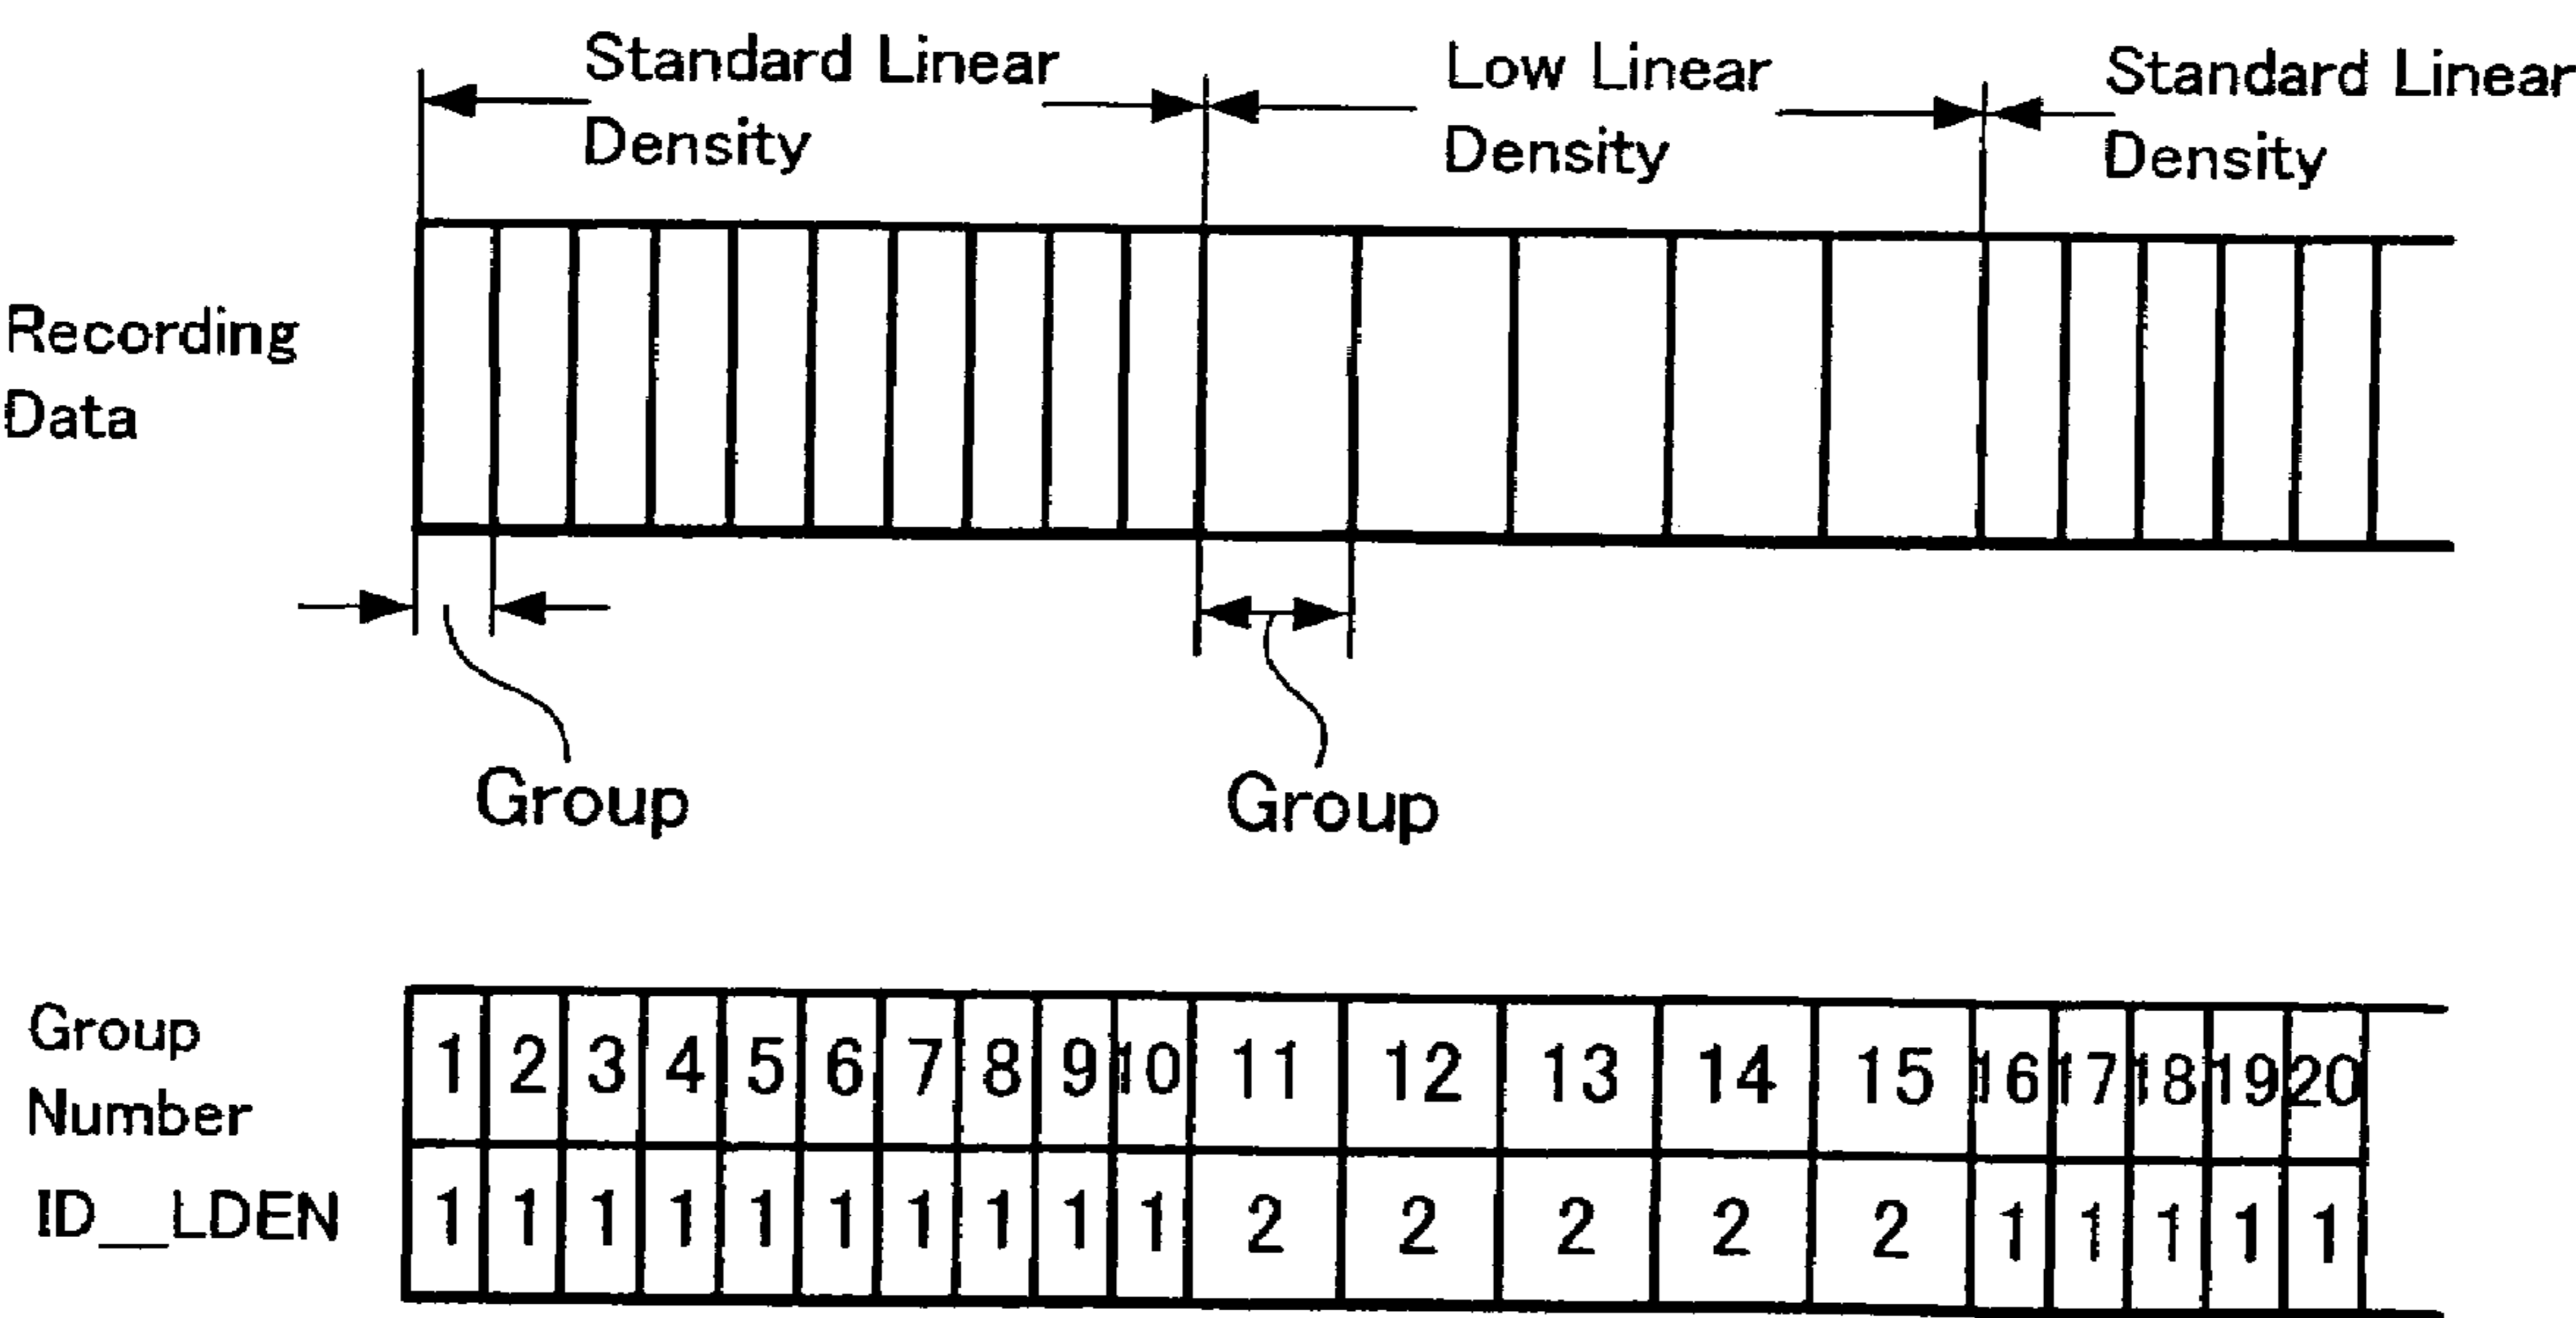 Standard Linear
Density
Low Linear
Density
Standard Linear
Density
Recording
Data
Group
Group
Group
Number
1 2 3 4 5 6 7 8 9 10 11 12 13 14 15 16 17 18 19 20
ID__LDEN
1 1 1 1 1 1 1 1 1 1 2 2 2 2 2 1 1 1 1 1